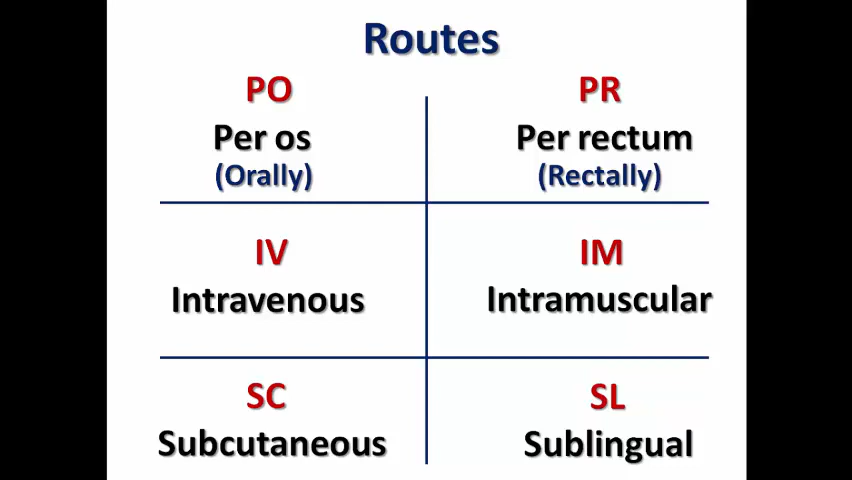 Routes
PO
Per os
(Orally)
PR
Per rectum
(Rectally)
IV
Intravenous
IM
Intramuscular
SC
Subcutaneous
SL
Sublingual